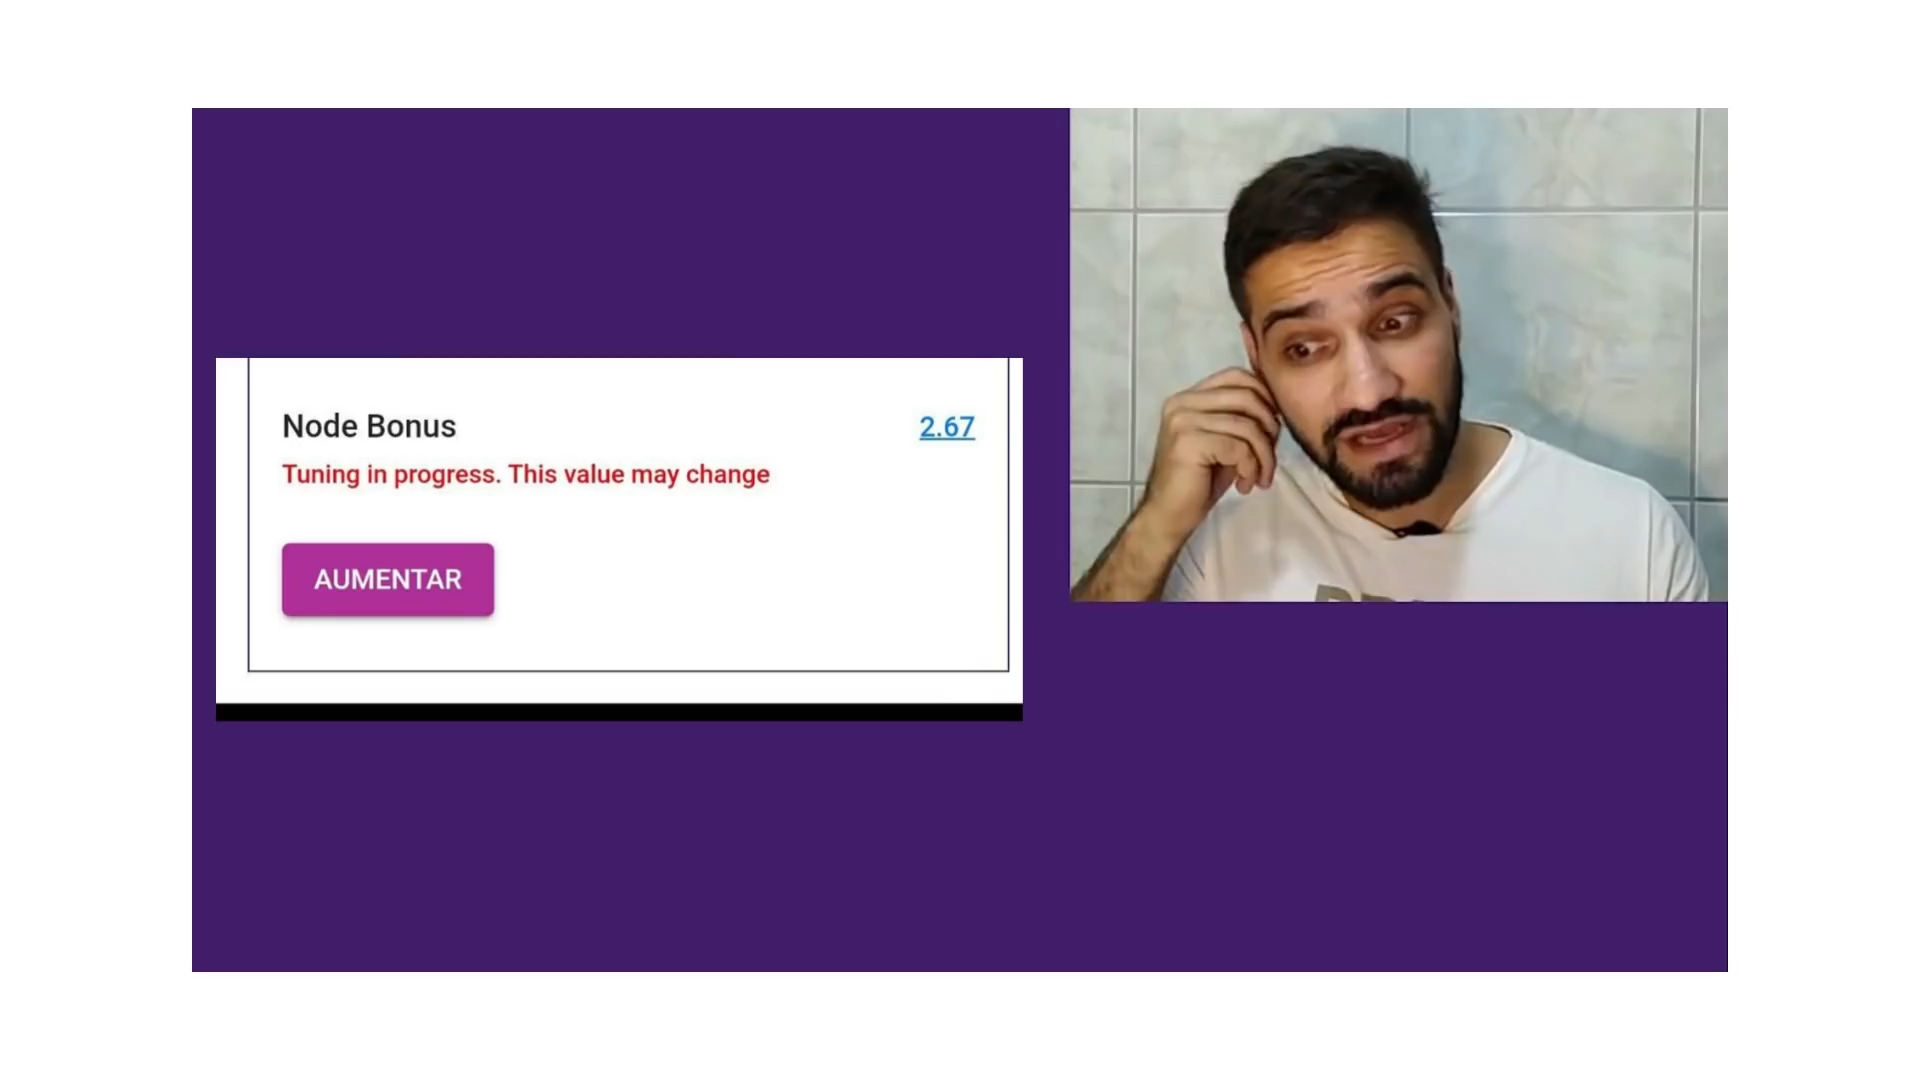 Node Bonus 2.67
Tuning in progress. This value may change
AUMENTAR